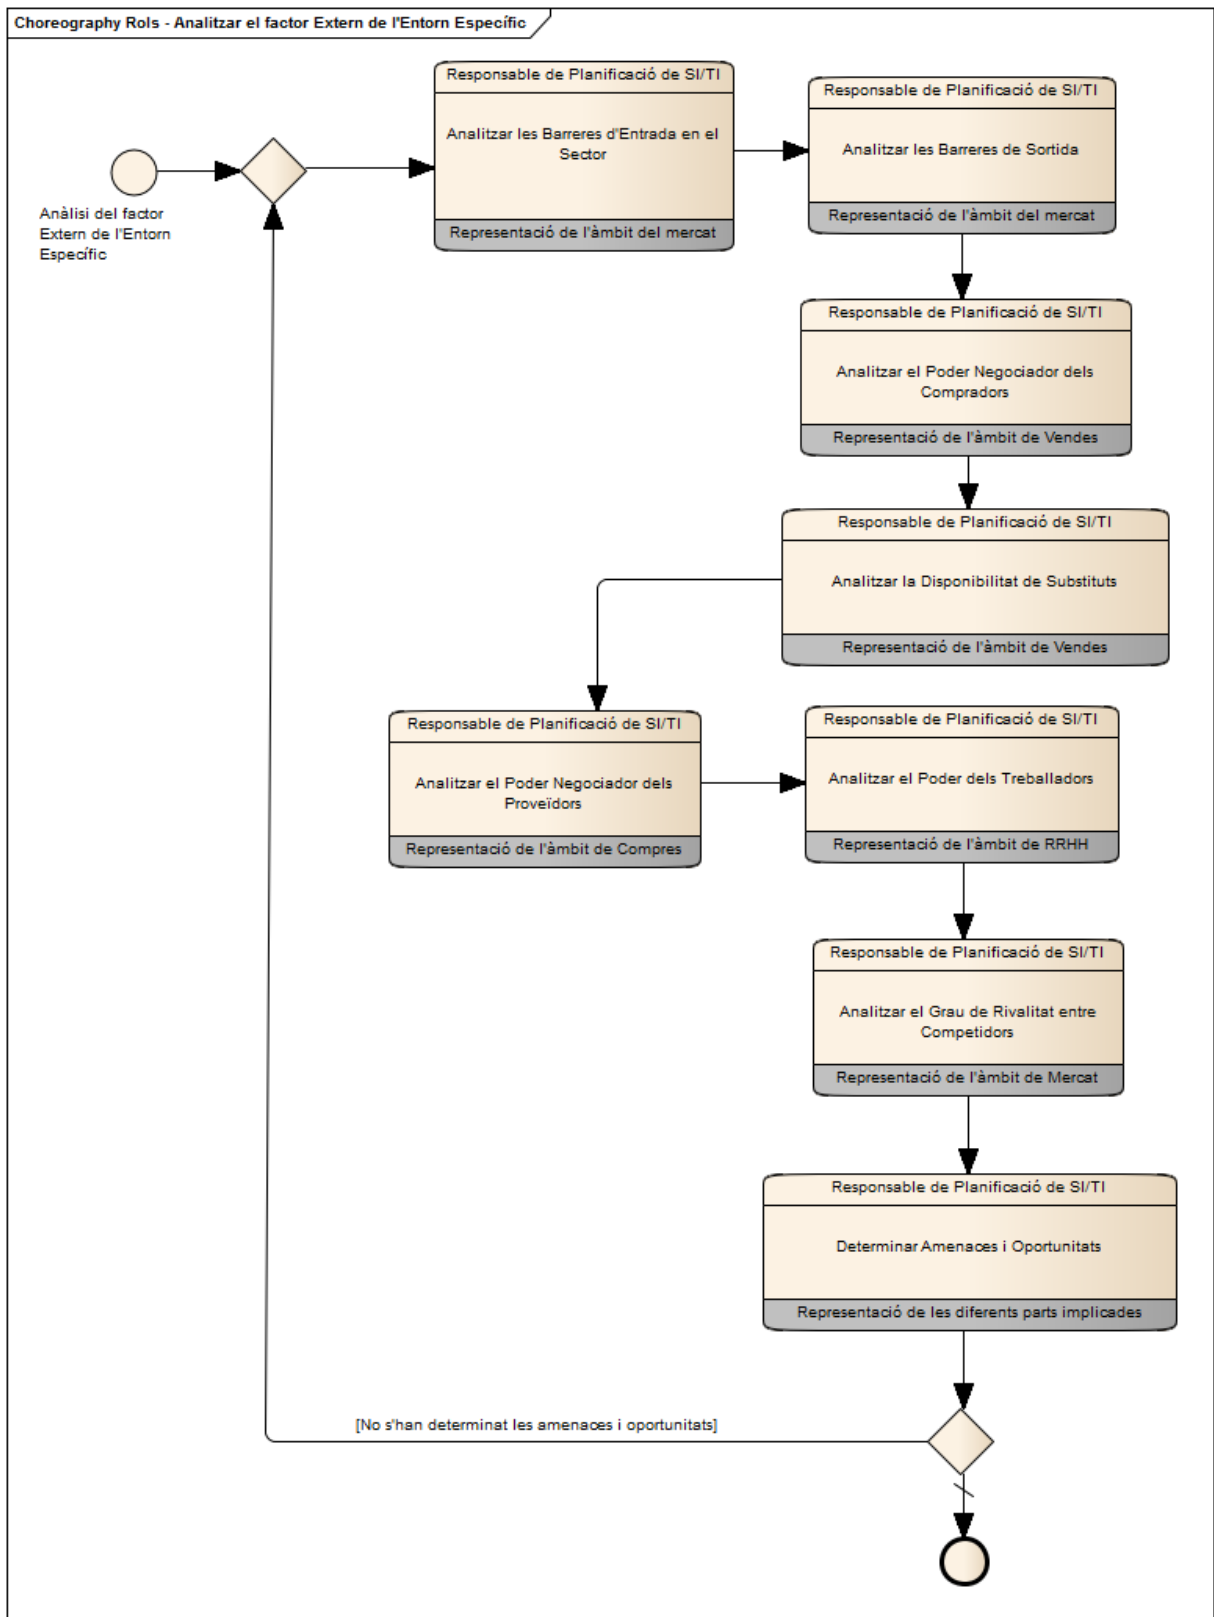 Choreography Rols - Analitzar el factor Extern de l'Entorn Específic
Anàlisi del factor
Extern de l'Entorn
Específic
Responsable de Planificació de SI/TI
Analitzar les Barreres d'Entrada en el
Sector
Representació de l'àmbit del mercat
Responsable de Planificació de SI/TI
Analitzar les Barreres de Sortida
Representació de l'àmbit del mercat
Responsable de Planificació de SI/TI
Analitzar el Poder Negociador dels
Compradors
Representació de l'àmbit de Vendes
Responsable de Planificació de SI/TI
Analitzar la Disponibilitat de Substituts
Representació de l'àmbit de Vendes
Responsable de Planificació de SI/TI
Analitzar el Poder Negociador dels
Proveïdors
Representació de l'àmbit de Compres
Responsable de Planificació de SI/TI
Analitzar el Poder dels Treballadors
Representació de l'àmbit de RRHH
Responsable de Planificació de SI/TI
Analitzar el Grau de Rivalitat entre
Competidors
Representació de l'àmbit de Mercat
Responsable de Planificació de SI/TI
Determinar Amenaces i Oportunitats
Representació de les diferents parts implicades
[No s'han determinat les amenaces i oportunitats]